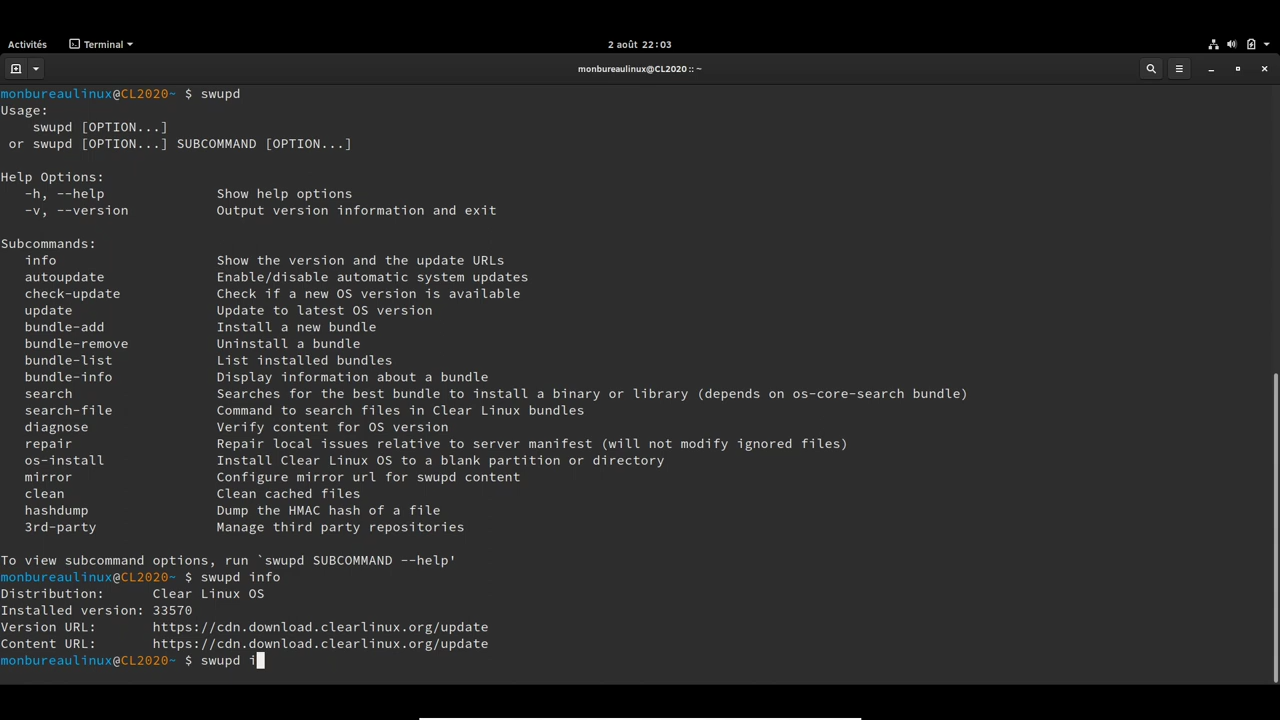 Activités Terminal 2 août 22:03
monbureaulinux@CL2020 :: ~
monbureaulinux@CL2020~ $ swupd
Usage:
    swupd [OPTION...]
 or swupd [OPTION...] SUBCOMMAND [OPTION...]
Help Options:
   -h, --help              Show help options
   -v, --version           Output version information and exit
Subcommands:
   info                    Show the version and the update URLs
   autoupdate              Enable/disable automatic system updates
   check-update            Check if a new OS version is available
   update                  Update to latest OS version
   bundle-add              Install a new bundle
   bundle-remove           Uninstall a bundle
   bundle-list             List installed bundles
   bundle-info             Display information about a bundle
   search                  Searches for the best bundle to install a binary or library (depends on os-core-search bundle)
   search-file             Command to search files in Clear Linux bundles
   diagnose                Verify content for OS version
   repair                  Repair local issues relative to server manifest (will not modify ignored files)
   os-install              Install Clear Linux OS to a blank partition or directory
   mirror                  Configure mirror url for swupd content
   clean                   Clean cached files
   hashdump                Dump the HMAC hash of a file
   3rd-party               Manage third party repositories
To view subcommand options, run `swupd SUBCOMMAND --help'
monbureaulinux@CL2020~ $ swupd info
Distribution:      Clear Linux OS
Installed version: 33570
Version URL:       https://cdn.download.clearlinux.org/update
Content URL:       https://cdn.download.clearlinux.org/update
monbureaulinux@CL2020~ $ swupd i